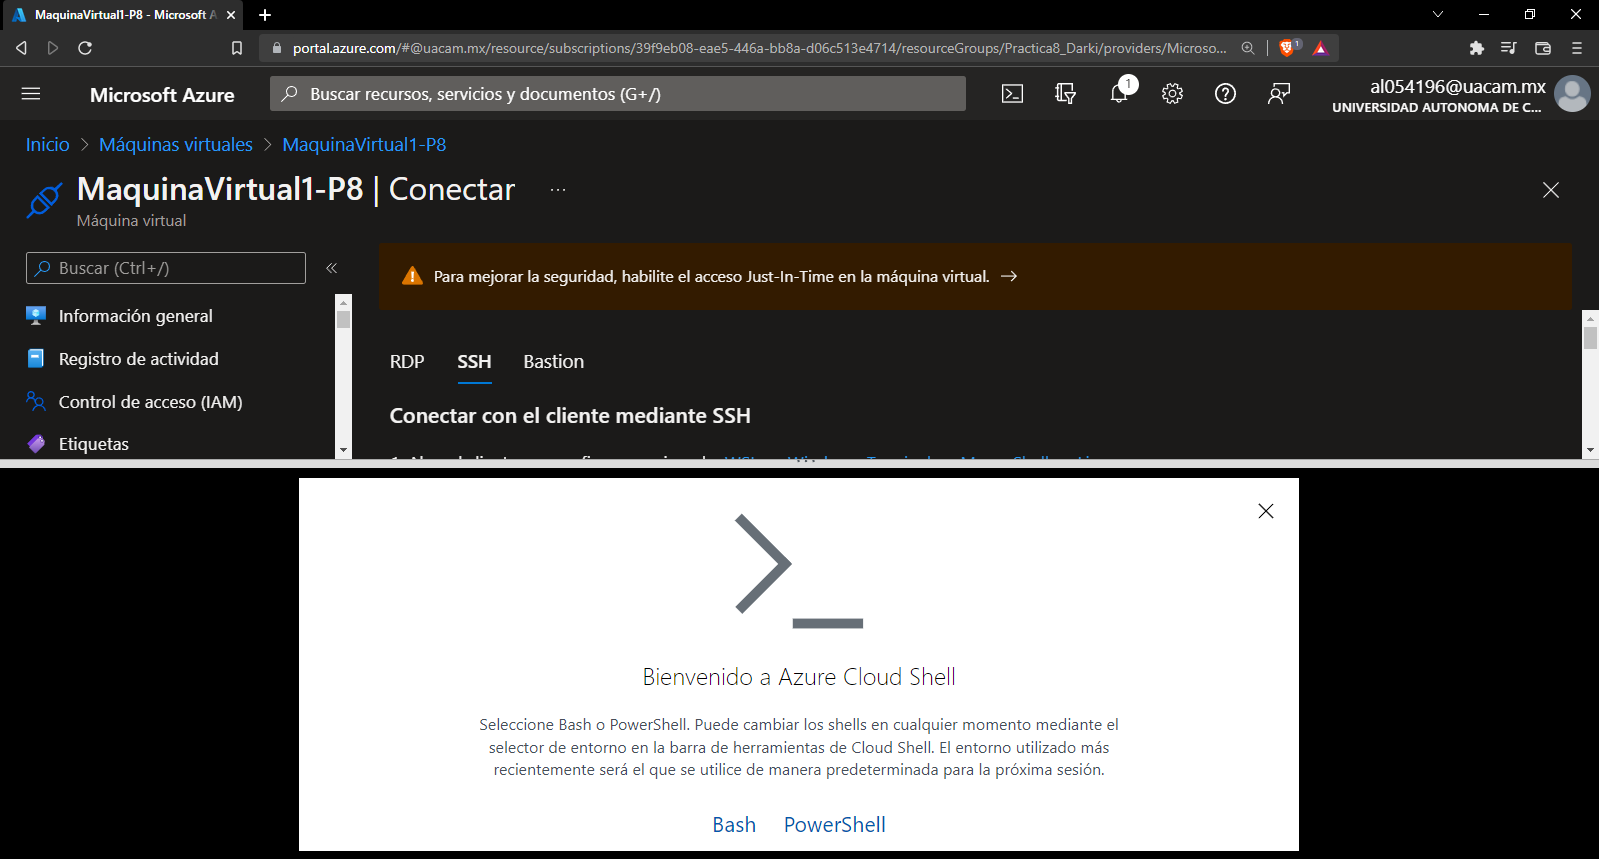 MaquinaVirtual1-P8 - Microsoft A
portal.azure.com/#@uacam.mx/resource/subscriptions/39f9eb08-eae5-446a-bb8a-d06c513e4714/resourceGroups/Practica8_Darki/providers/Microso...
1
Microsoft Azure
Buscar recursos, servicios y documentos (G+/)
1
al054196@uacam.mx
UNIVERSIDAD AUTONOMA DE C...
Inicio > Máquinas virtuales > MaquinaVirtual1-P8
MaquinaVirtual1-P8 | Conectar ...
Máquina virtual
Buscar (Ctrl+/)
Para mejorar la seguridad, habilite el acceso Just-In-Time en la máquina virtual.
Información general
Registro de actividad
Control de acceso (IAM)
Etiquetas
RDP SSH Bastion
Conectar con el cliente mediante SSH
Bienvenido a Azure Cloud Shell
Seleccione Bash o PowerShell. Puede cambiar los shells en cualquier momento mediante el
selector de entorno en la barra de herramientas de Cloud Shell. El entorno utilizado más
recientemente será el que se utilice de manera predeterminada para la próxima sesión.
Bash PowerShell